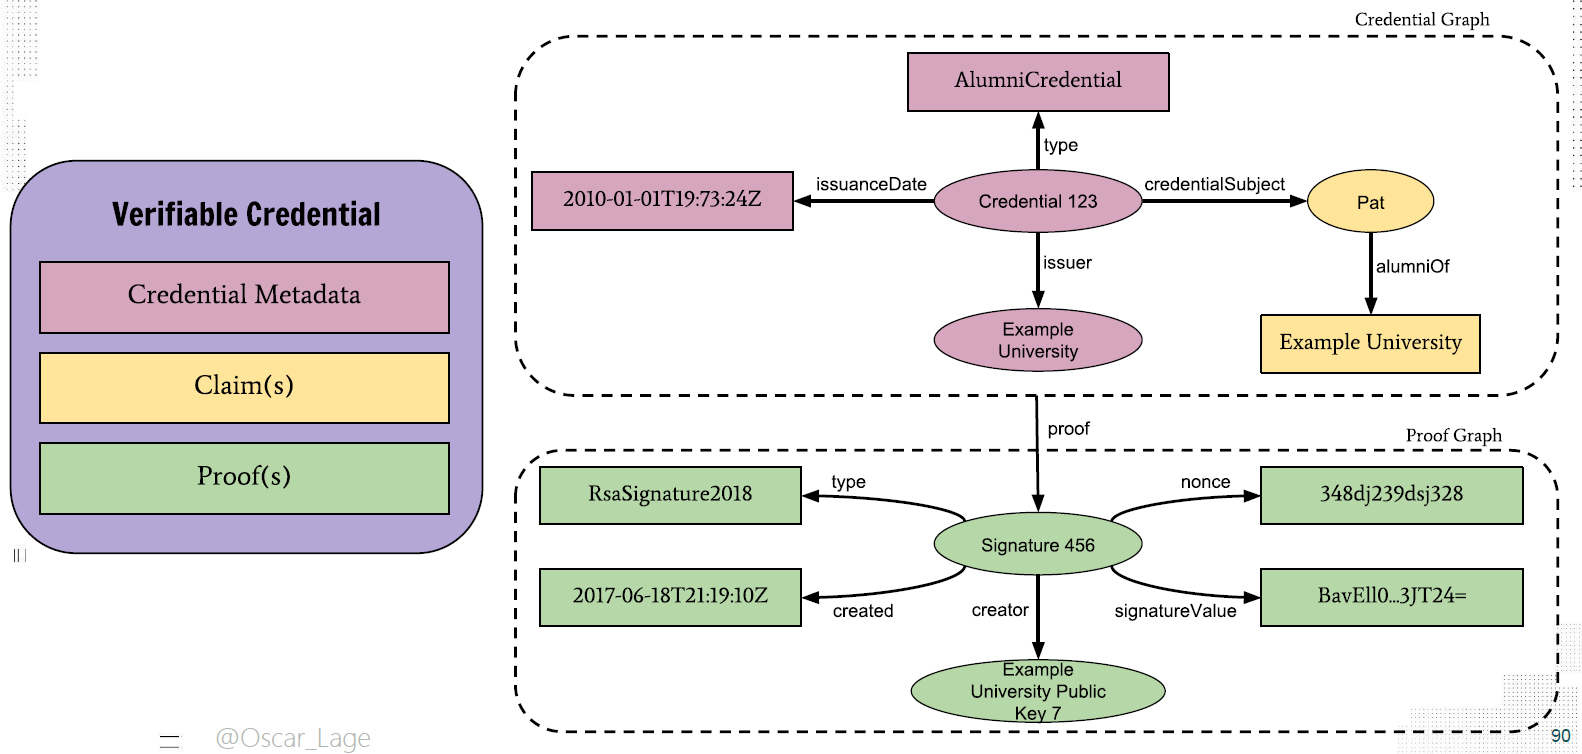 Credential Graph
AlumniCredential
type
Verifiable Credential
Credential Metadata
Claim(s)
Proof(s)
2010-01-01T19:73:24Z
issuanceDate
Credential 123
credentialSubject
Pat
issuer
alumniOf
Example
University
Example University
proof
Proof Graph
RsaSignature2018
type
nonce
348dj239dsj328
Signature 456
2017-06-18T21:19:10Z
created
creator
signatureValue
BavEll0...3JT24=
Example
University Public
Key 7
@Oscar_Lage
90